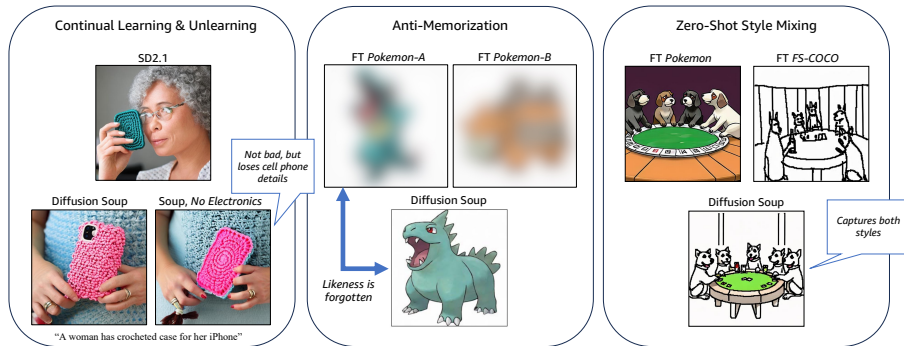 Continual Learning & Unlearning
SD2.1
Not bad, but
loses cell phone
details
Diffusion Soup
Soup, No Electronics
“A woman has crocheted case for her iPhone”
Anti-Memorization
FT Pokemon-A
FT Pokemon-B
Diffusion Soup
Likeness is
forgotten
Zero-Shot Style Mixing
FT Pokemon
FT FS-COCO
Diffusion Soup
Captures both
styles